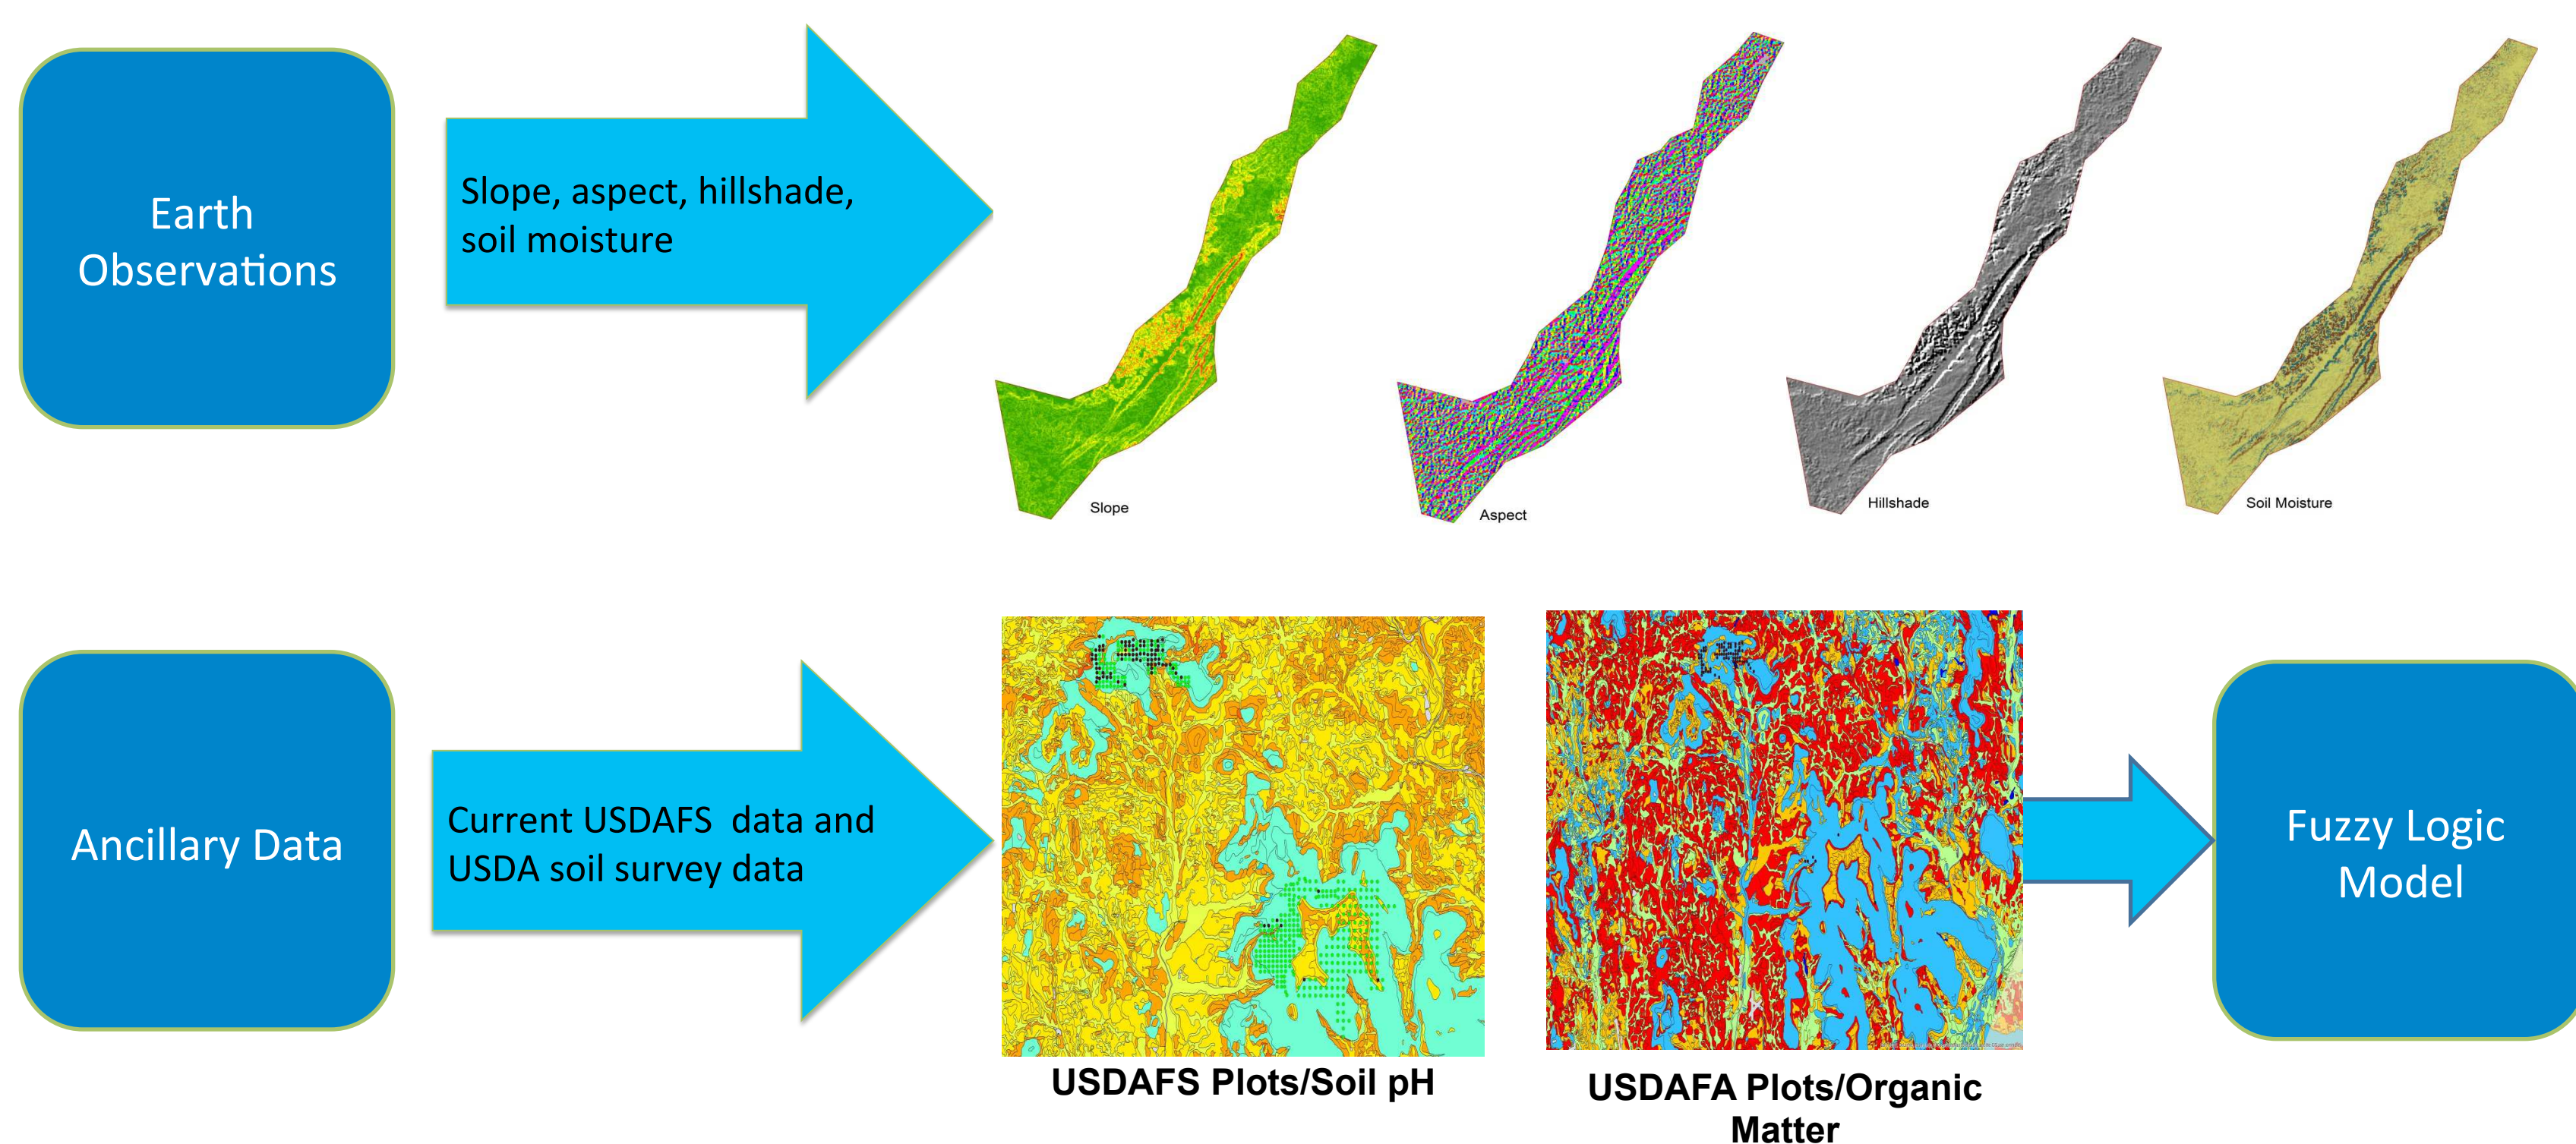 Earth
Observations
Slope, aspect, hillshade,
soil moisture
Slope
Aspect
Hillshade
Soil Moisture
Ancillary Data
Current USDAFS  data and
USDA soil survey data
USDAFS Plots/Soil pH
USDAFA Plots/Organic
Matter
Fuzzy Logic
Model